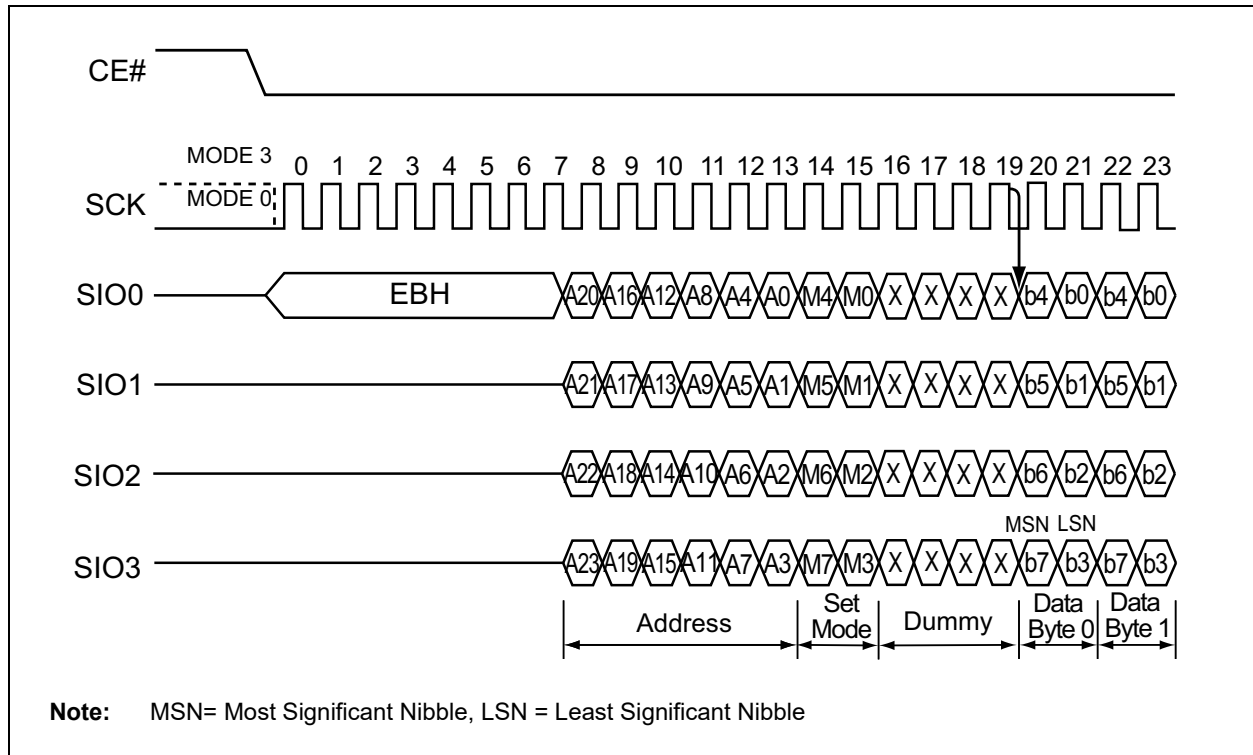 CE#
MODE 3
0 1 2 3 4 5 6 7 8 9 10 11 12 13 14 15 16 17 18 19 20 21 22 23
SCK
MODE 0
SIO0 EBH A20 A16 A12 A8 A4 A0 M4 M0 X X X X b4 b0 b4 b0
SIO1 A21 A17 A13 A9 A5 A1 M5 M1 X X X X b5 b1 b5 b1
SIO2 A22 A18 A14 A10 A6 A2 M6 M2 X X X X b6 b2 b6 b2
MSN LSN
SIO3 A23 A19 A15 A11 A7 A3 M7 M3 X X X X b7 b3 b7 b3
Address Set Mode Dummy Data Byte 0 Data Byte 1
Note: MSN= Most Significant Nibble, LSN = Least Significant Nibble